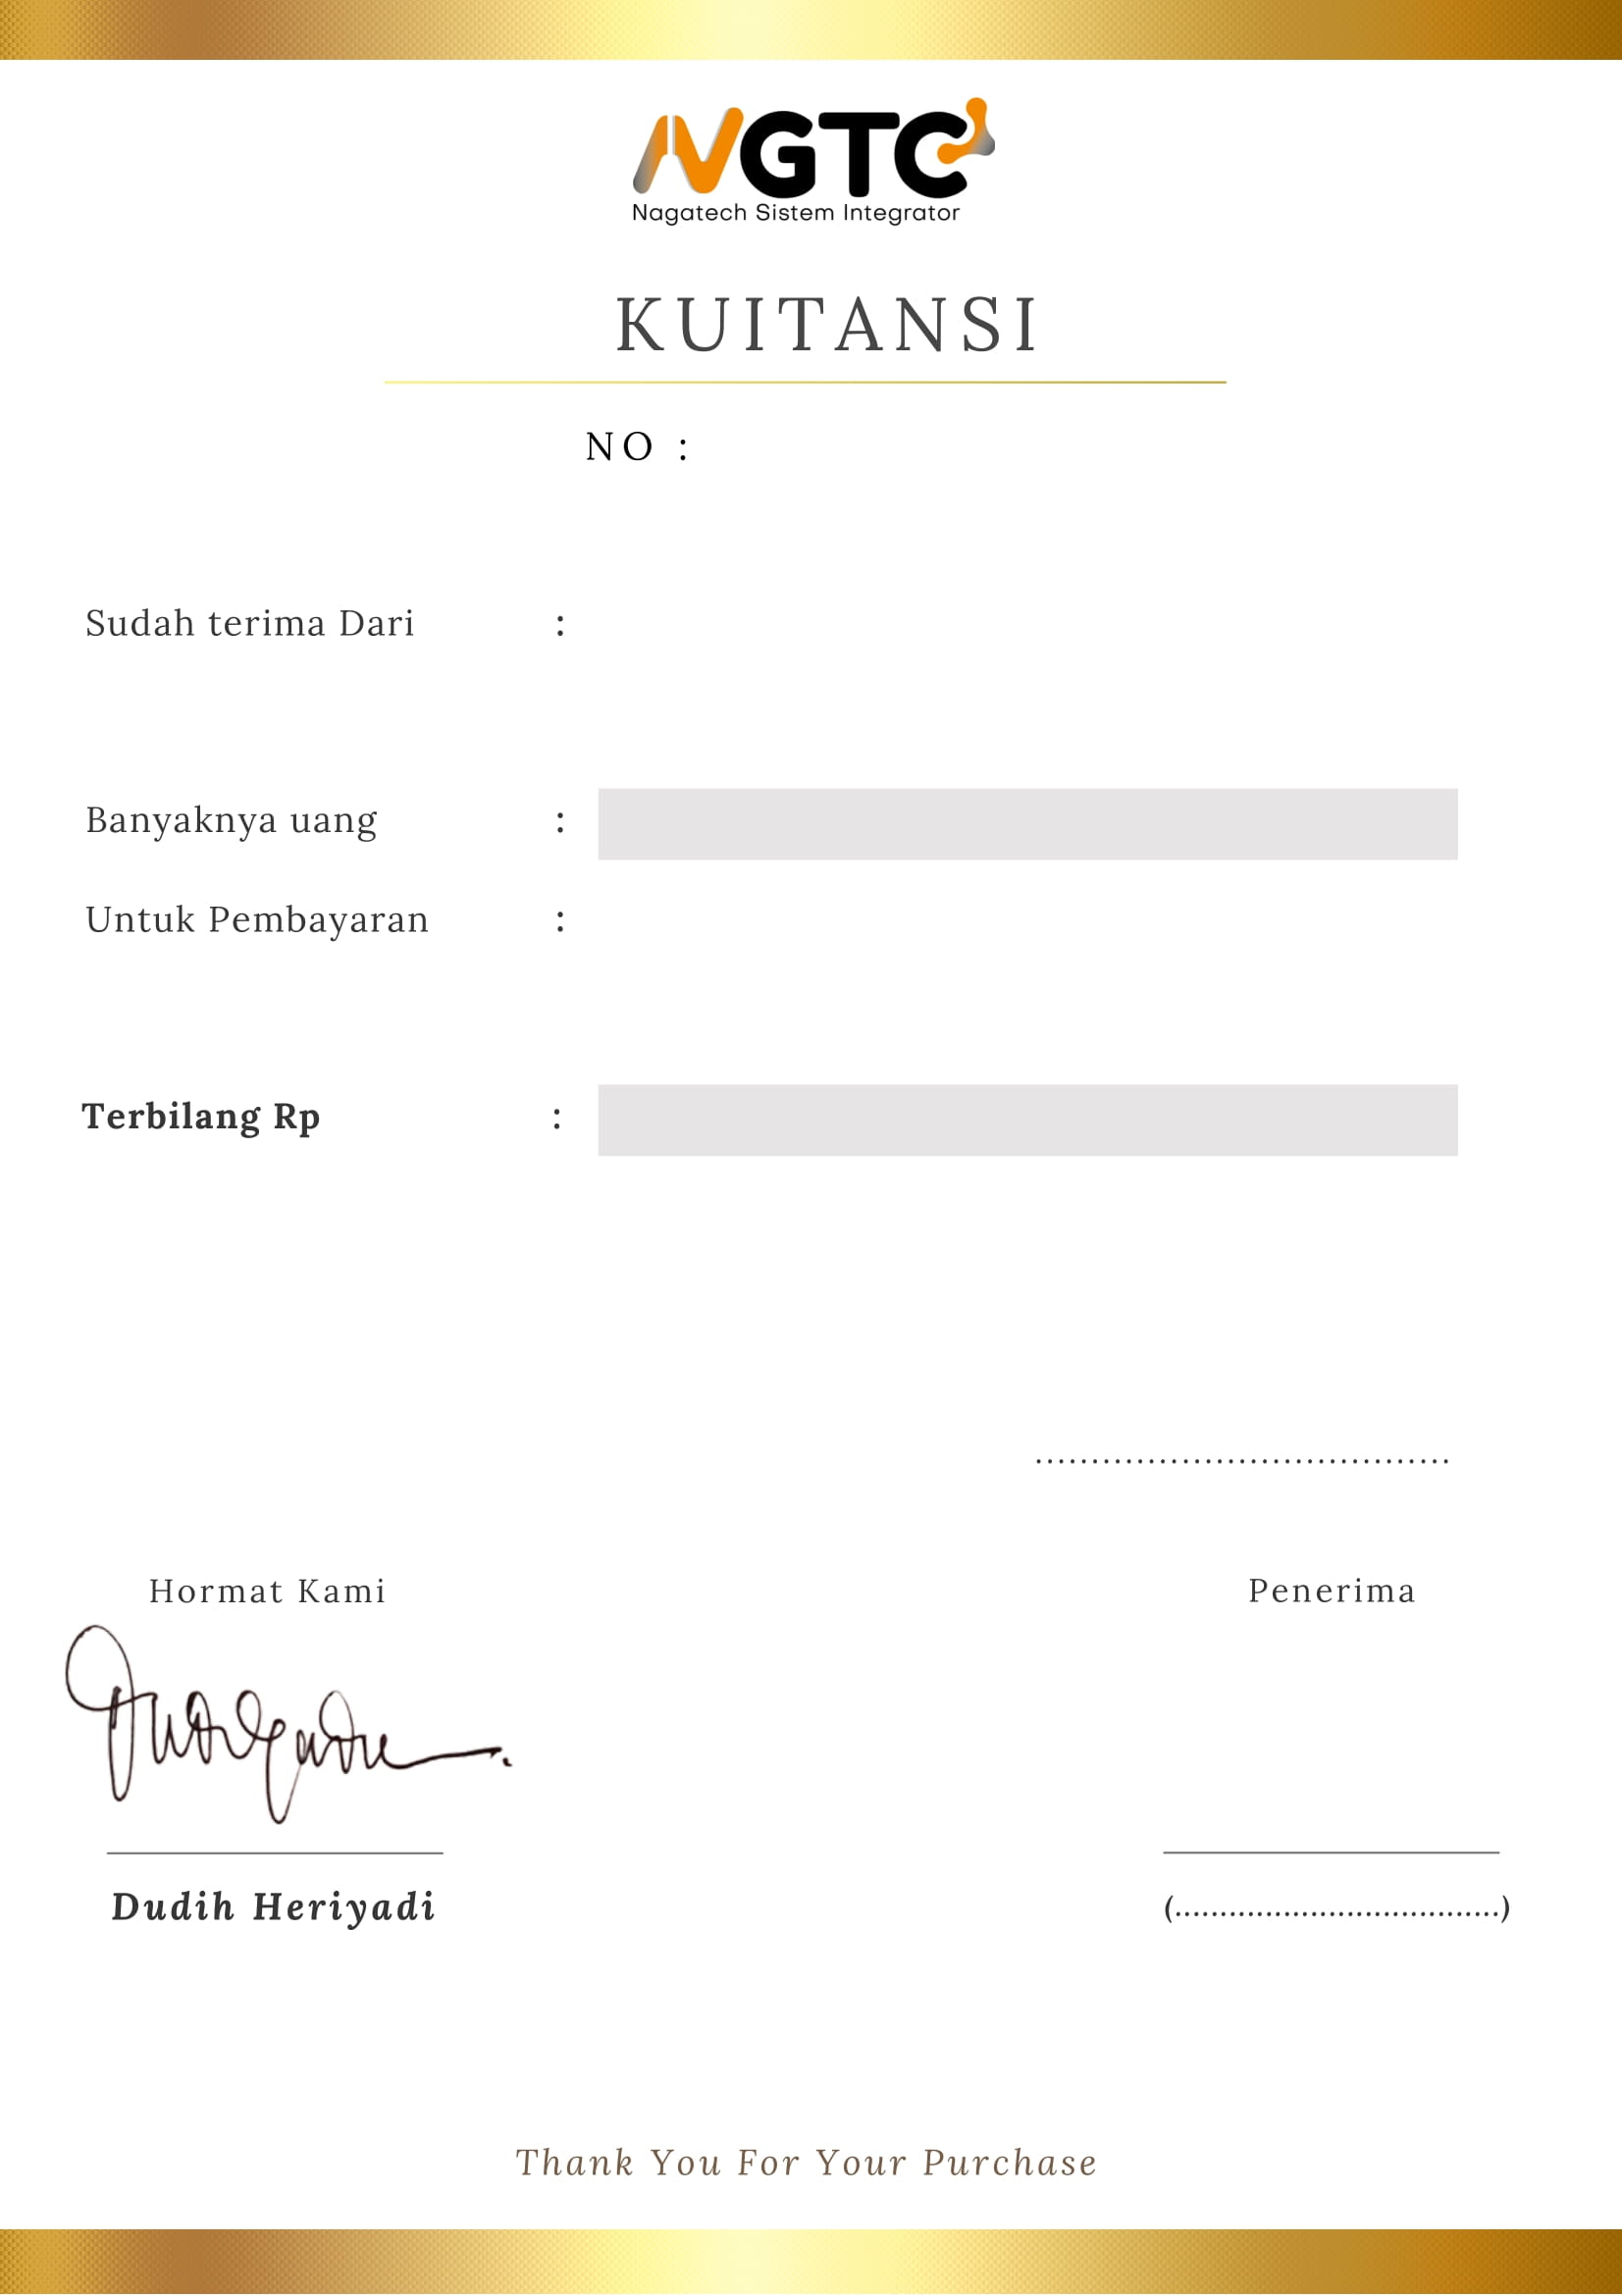 NGTC
Nagatech Sistem Integrator
KUITANSI
NO :
Sudah terima Dari :
Banyaknya uang :
Untuk Pembayaran :
Terbilang Rp :
.....................................
Hormat Kami Penerima
Dudih Heriyadi (....................................)
Thank You For Your Purchase